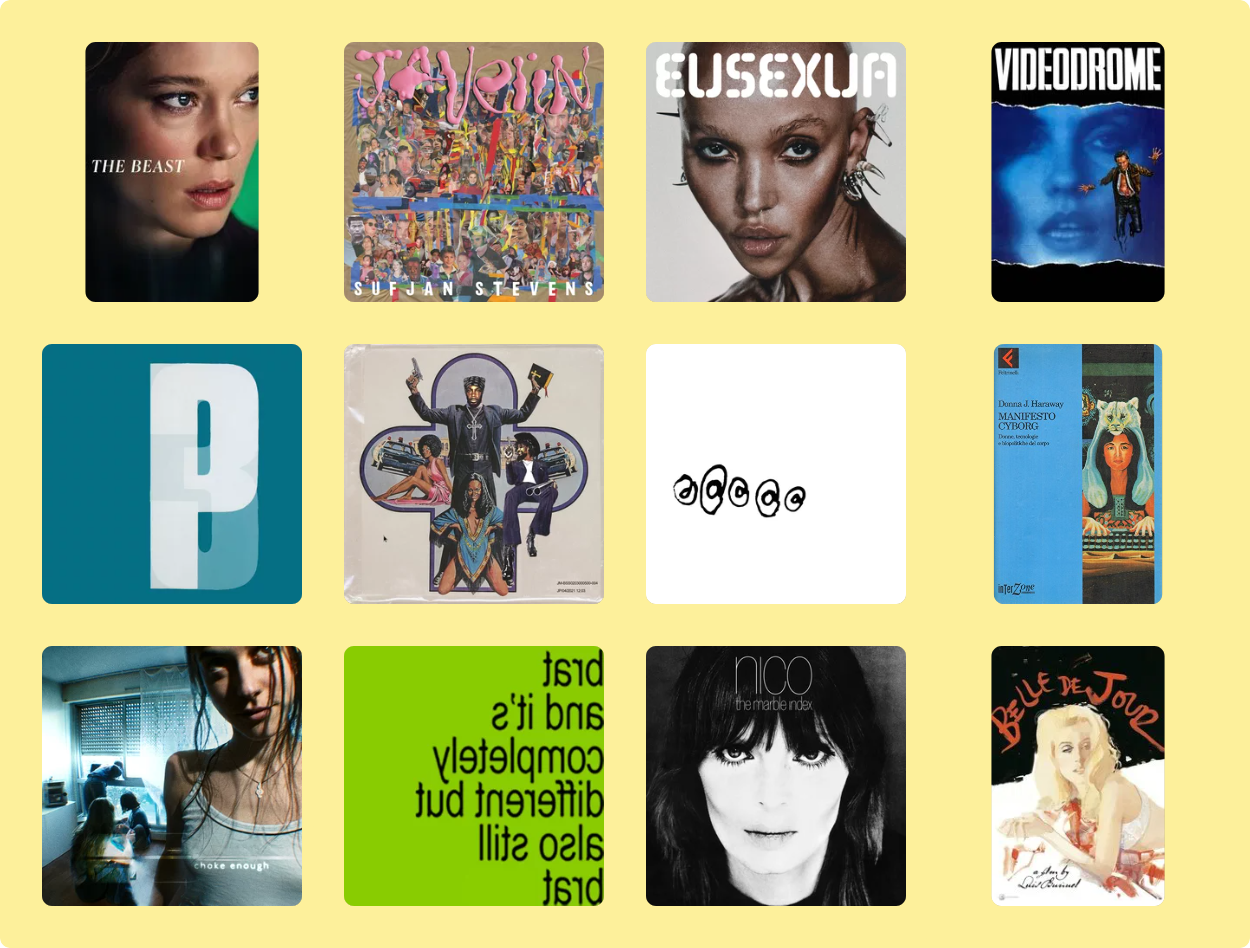 THE BEAST
JAVELIN
SUFJAN STEVENS
EUSEXUA
VIDEODROME
B
Feltrinelli
Donna J. Haraway
MANIFESTO
CYBORG
Donne, tecnologie
e biopolitiche del corpo
inTerZone
choke enough
brat
and it's
completely
different but
also still
brat
nico
the marble index
BELLE DE JOUR
a film by
Luis Buñuel